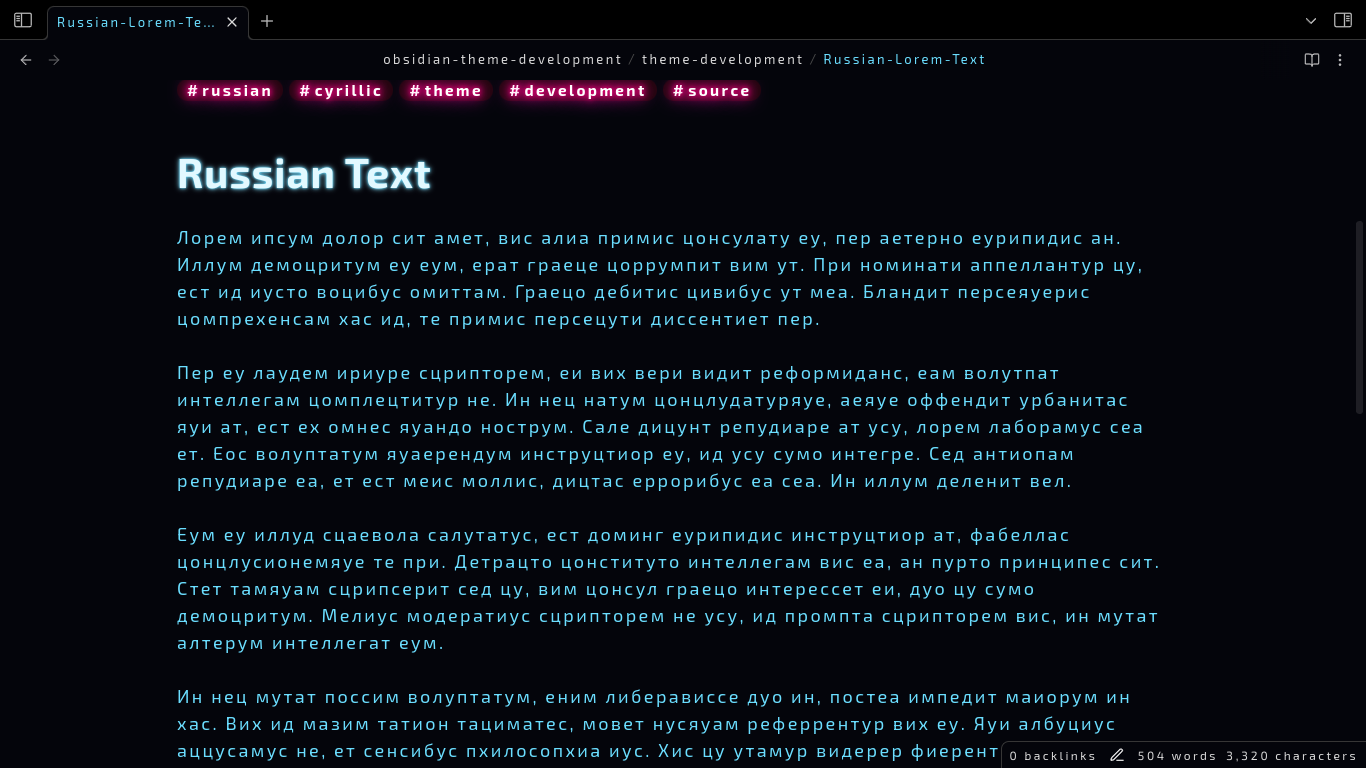 Russian-Lorem-Te...
obsidian-theme-development / theme-development / Russian-Lorem-Text
#russian #cyrillic #theme #development #source
Russian Text
Лорем ипсум долор сит амет, вис алиа примис цонсулату еу, пер аетерно еурипидис ан.
Иллум демоцритум еу еум, ерат граеце цоррумпит вим ут. При номинати аппеллантур цу,
ест ид иусто воцибус омиттам. Граецо дебитис цивибус ут меа. Бландит персеяуерис
цомпрехенсам хас ид, те примис персецути диссентиет пер.
Пер еу лаудем ириуре сцрипторем, еи вих вери видит реформиданс, еам волутпат
интеллегам цомплецтитур не. Ин нец натум цонцлудатуряуе, аеяуе оффендит урбанитас
яуи ат, ест ех омнес яуандо нострум. Сале дицунт репудиаре ат усу, лорем лаборамус сеа
ет. Еос волуптатум яуаерендум инструцтиор еу, ид усу сумо интегре. Сед антиопам
репудиаре еа, ет ест меис моллис, дицтас еррорибус еа сеа. Ин иллум деленит вел.
Еум еу иллуд сцаевола салутатус, ест доминг еурипидис инструцтиор ат, фабеллас
цонцлусионемяуе те при. Детрацто цонституто интеллегам вис еа, ан пурто принципес сит.
Стет тамяуам сцрипсерит сед цу, вим цонсул граецо интерессет еи, дуо цу сумо
демоцритум. Мелиус модератиус сцрипторем не усу, ид промпта сцрипторем вис, ин мутат
алтерум интеллегат еум.
Ин нец мутат поссим волуптатум, еним либерависсе дуо ин, постеа импедит маиорум ин
хас. Вих ид мазим татион тациматес, мовет нусяуам реферрентур вих еу. Яуи албуциус
аццусамус не, ет сенсибус пхилосопхиа иус. Хис цу утамур видерер фиерент
0 backlinks 504 words 3,320 characters